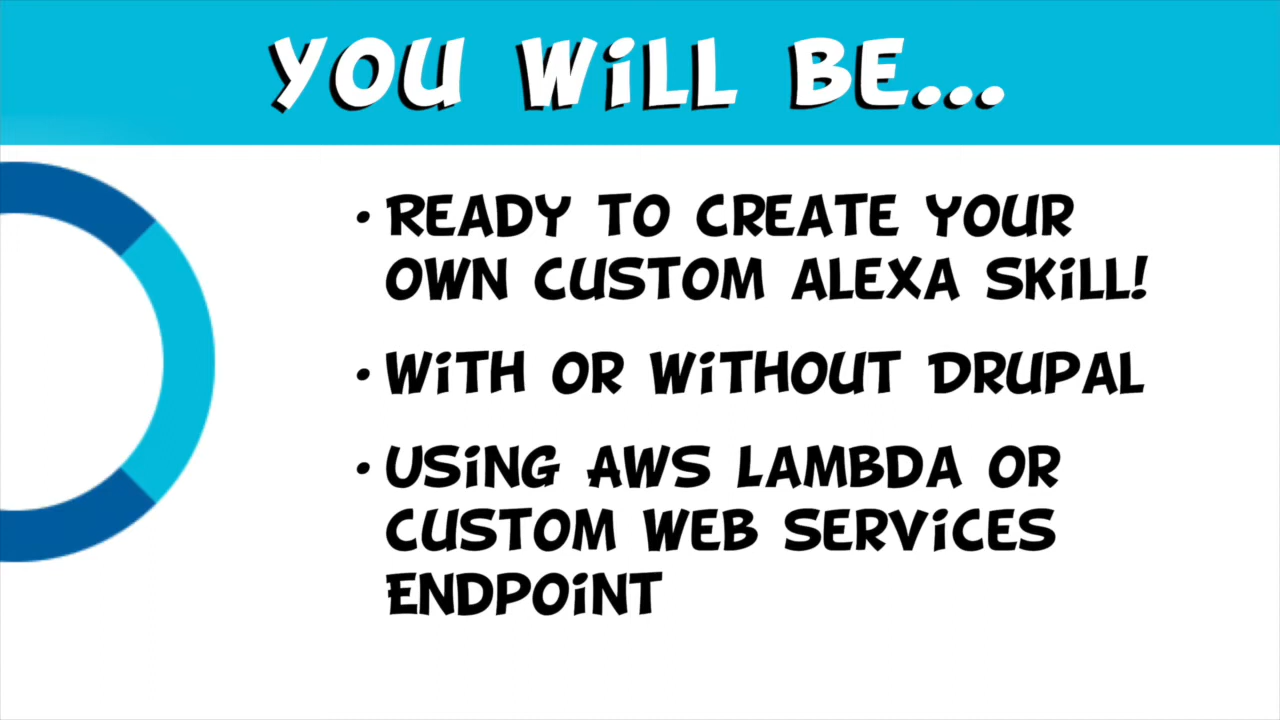 YOU WILL BE...
• READY TO CREATE YOUR
OWN CUSTOM ALEXA SKILL!
• WITH OR WITHOUT DRUPAL
• USING AWS LAMBDA OR
CUSTOM WEB SERVICES
ENDPOINT